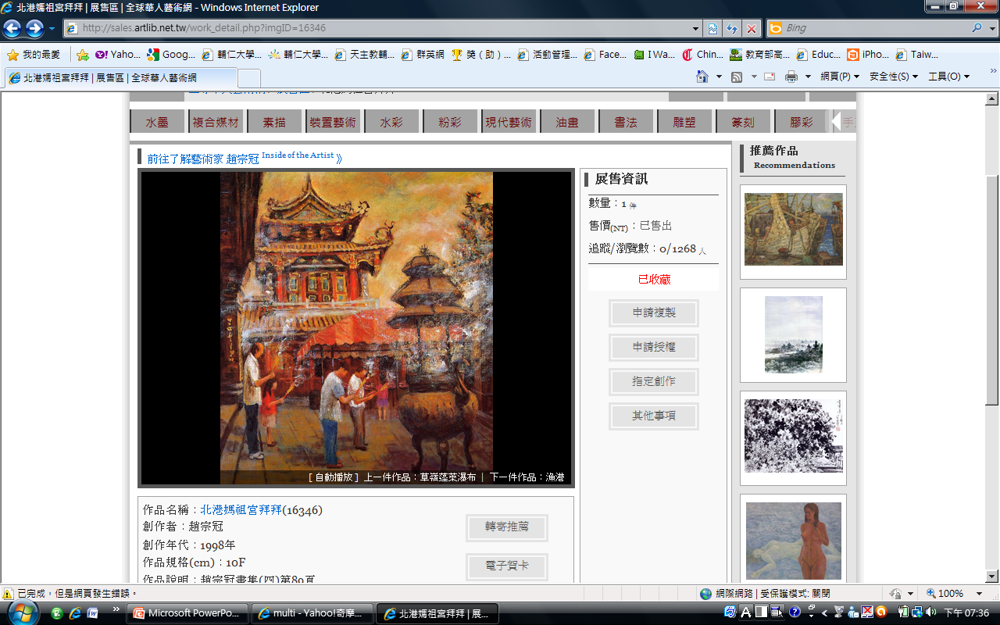 北港媽祖宮拜拜 | 展售區 | 全球華人藝術網 - Windows Internet Explorer
http://sales.artlib.net.tw/work_detail.php?imgID=16346
Bing
我的最愛
Yaho...
Goog...
輔仁大學...
輔仁大學...
天主教輔...
群英網
獎（助）...
活動管理...
Face...
I Wa...
Chin...
教育部高...
Educ...
iPho...
Taiw...
北港媽祖宮拜拜 | 展售區 | 全球華人藝術網
網頁(P)
安全性(S)
工具(O)
水墨
複合媒材
素描
裝置藝術
水彩
粉彩
現代藝術
油畫
書法
雕塑
篆刻
膠彩
前往了解藝術家 趙宗冠 Inside of the Artist 》
展售資訊
數量：1 件
售價(NT)：已售出
追蹤/瀏覽數：0/1268 人
已收藏
申請複製
申請授權
指定創作
其他事項
推薦作品
Recommendations
[ 自動播放 ] 上一件作品：草嶺蓬萊瀑布 | 下一件作品：漁港
作品名稱：北港媽祖宮拜拜(16346)
創作者：趙宗冠
創作年代：1998年
作品規格(cm)：10F
作品說明：趙宗冠畫集(四)第89頁
轉寄推薦
電子賀卡
已完成，但是網頁發生錯誤。
網際網路 | 受保護模式: 關閉
100%
Microsoft PowerPo...
multi - Yahoo!奇摩...
北港媽祖宮拜拜 | 展...
下午 07:36